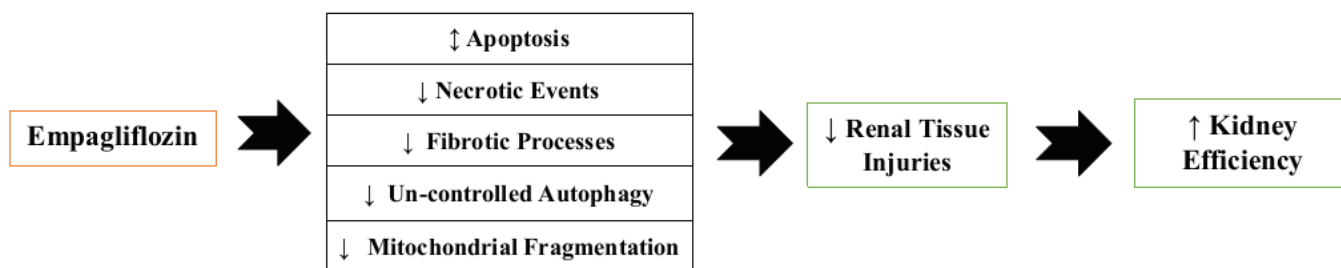 Empagliflozin
↕ Apoptosis
↓ Necrotic Events
↓ Fibrotic Processes
↓ Un-controlled Autophagy
↓ Mitochondrial Fragmentation
↓ Renal Tissue
Injuries
↑ Kidney
Efficiency